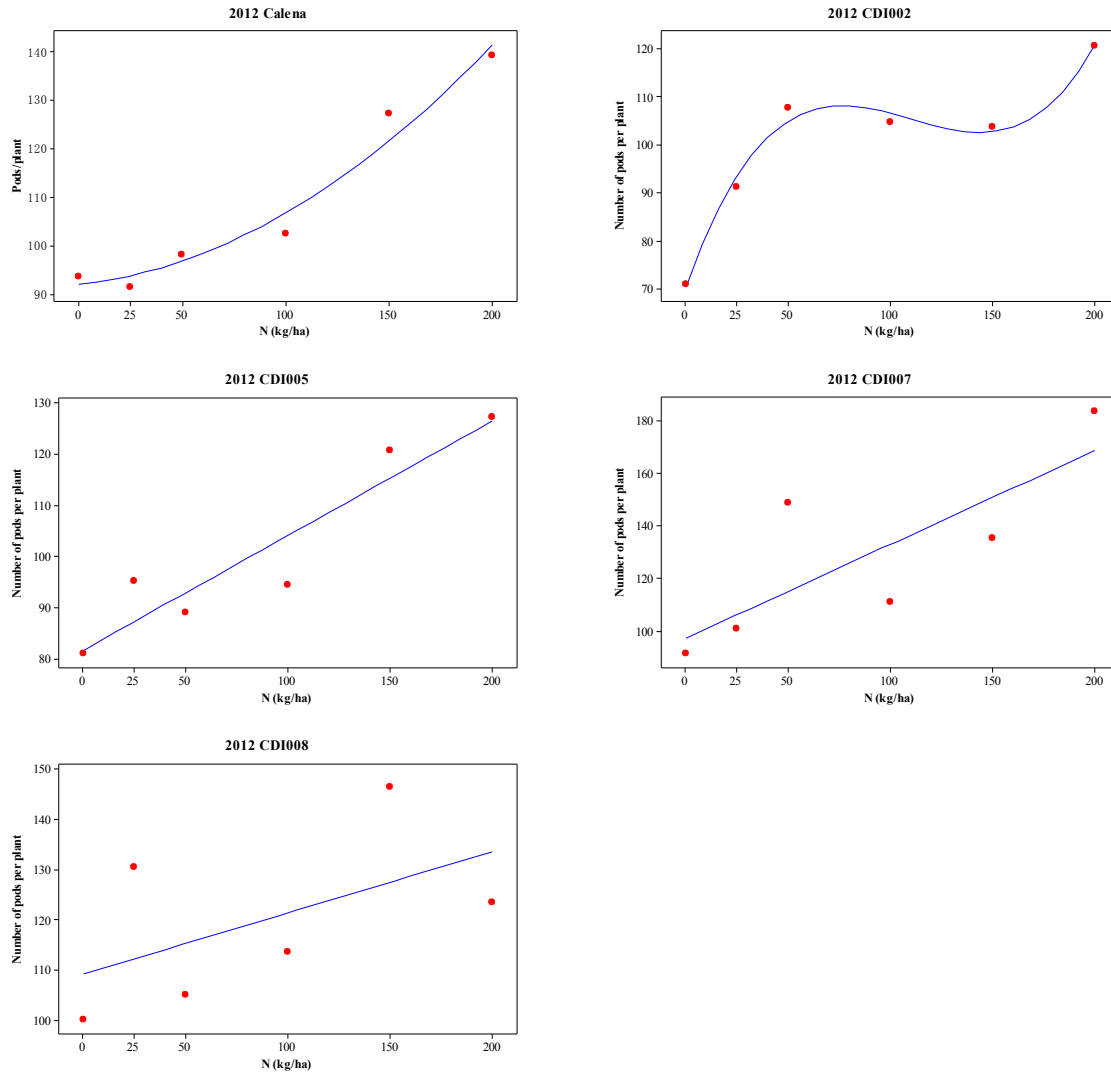 2012 Calena
Pods/plant
140
130
120
110
100
90
0 25 50 100 150 200
N (kg/ha)
2012 CDI002
Number of pods per plant
120
110
100
90
80
70
0 25 50 100 150 200
N (kg/ha)
2012 CDI005
Number of pods per plant
130
120
110
100
90
80
0 25 50 100 150 200
N (kg/ha)
2012 CDI007
Number of pods per plant
180
160
140
120
100
0 25 50 100 150 200
N (kg/ha)
2012 CDI008
Number of pods per plant
150
140
130
120
110
100
0 25 50 100 150 200
N (kg/ha)